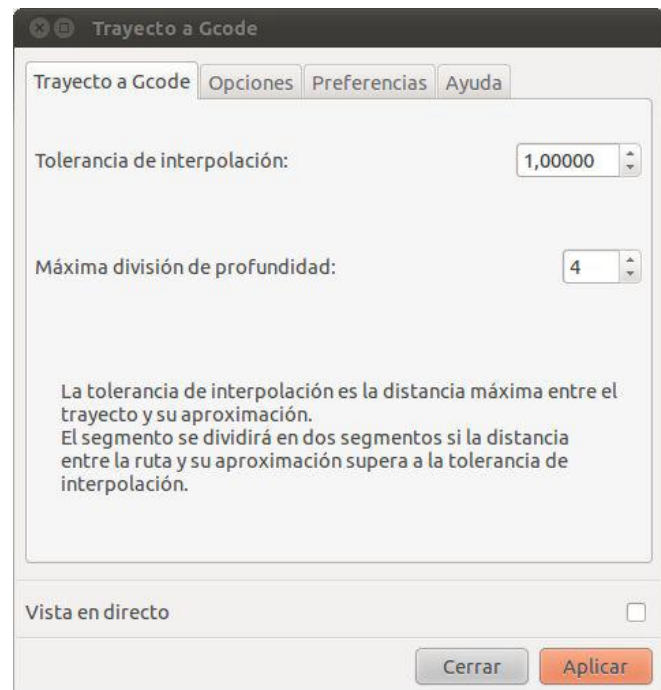 Trayecto a Gcode
Trayecto a Gcode Opciones Preferencias Ayuda
Tolerancia de interpolación: 1,00000
Máxima división de profundidad: 4
La tolerancia de interpolación es la distancia máxima entre el
trayecto y su aproximación.
El segmento se dividirá en dos segmentos si la distancia
entre la ruta y su aproximación supera a la tolerancia de
interpolación.
Vista en directo
Cerrar Aplicar